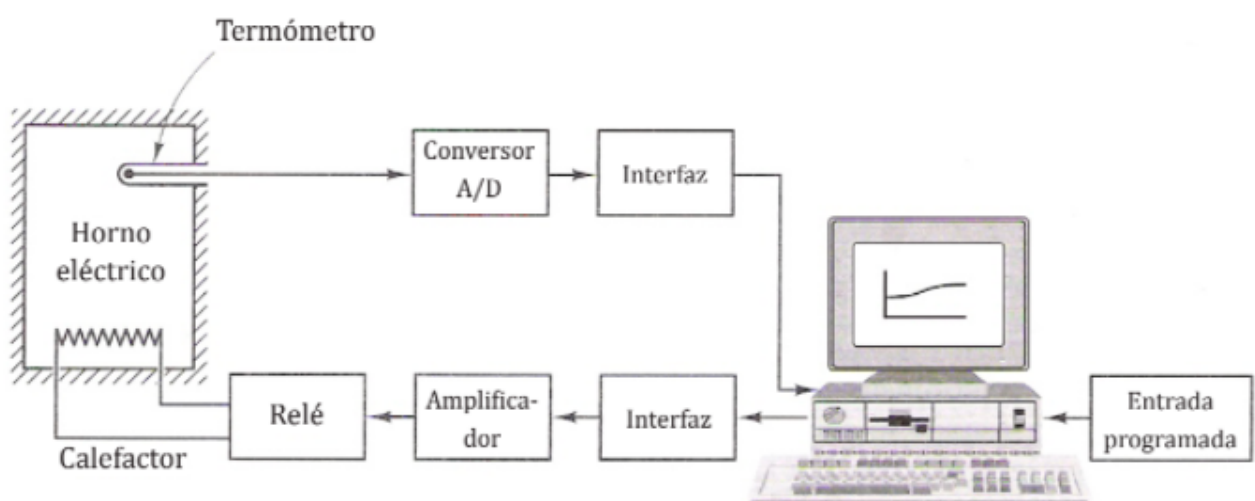 Termómetro
Conversor
A/D
Interfaz
Horno
eléctrico
Relé
Amplifica-
dor
Interfaz
Entrada
programada
Calefactor